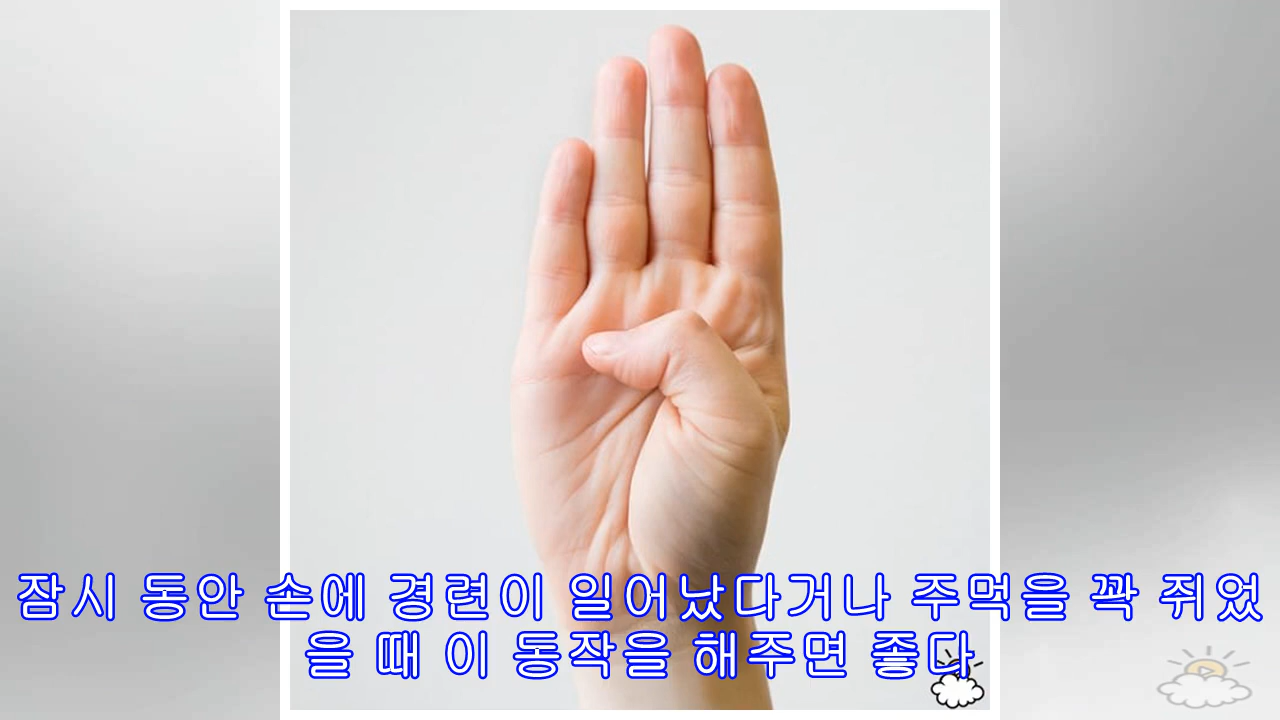 잠시 동안 손에 경련이 일어났다거나 주먹을 꽉 쥐었
을 때 이 동작을 해주면 좋다